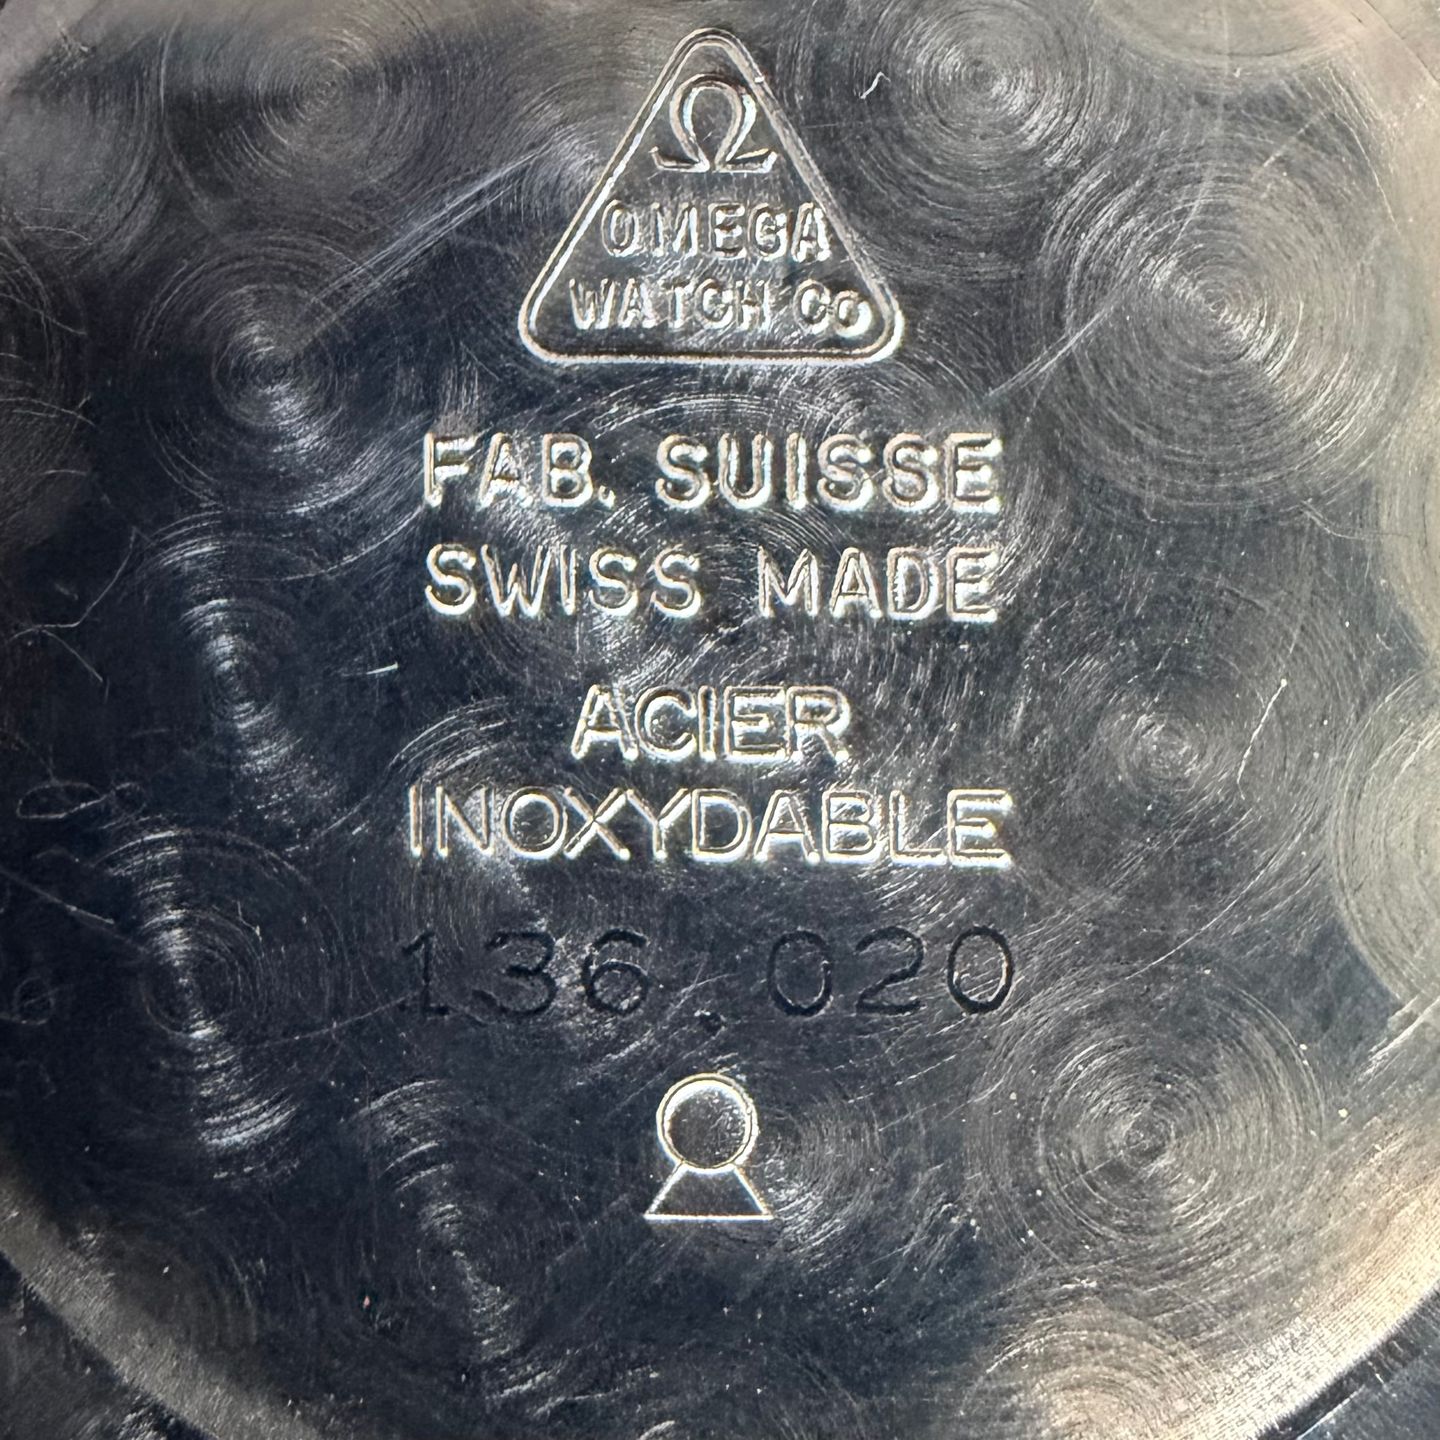 Ω
OMEGA
WATCH Co
FAB. SUISSE
SWISS MADE
ACIER
INOXYDABLE
136.020